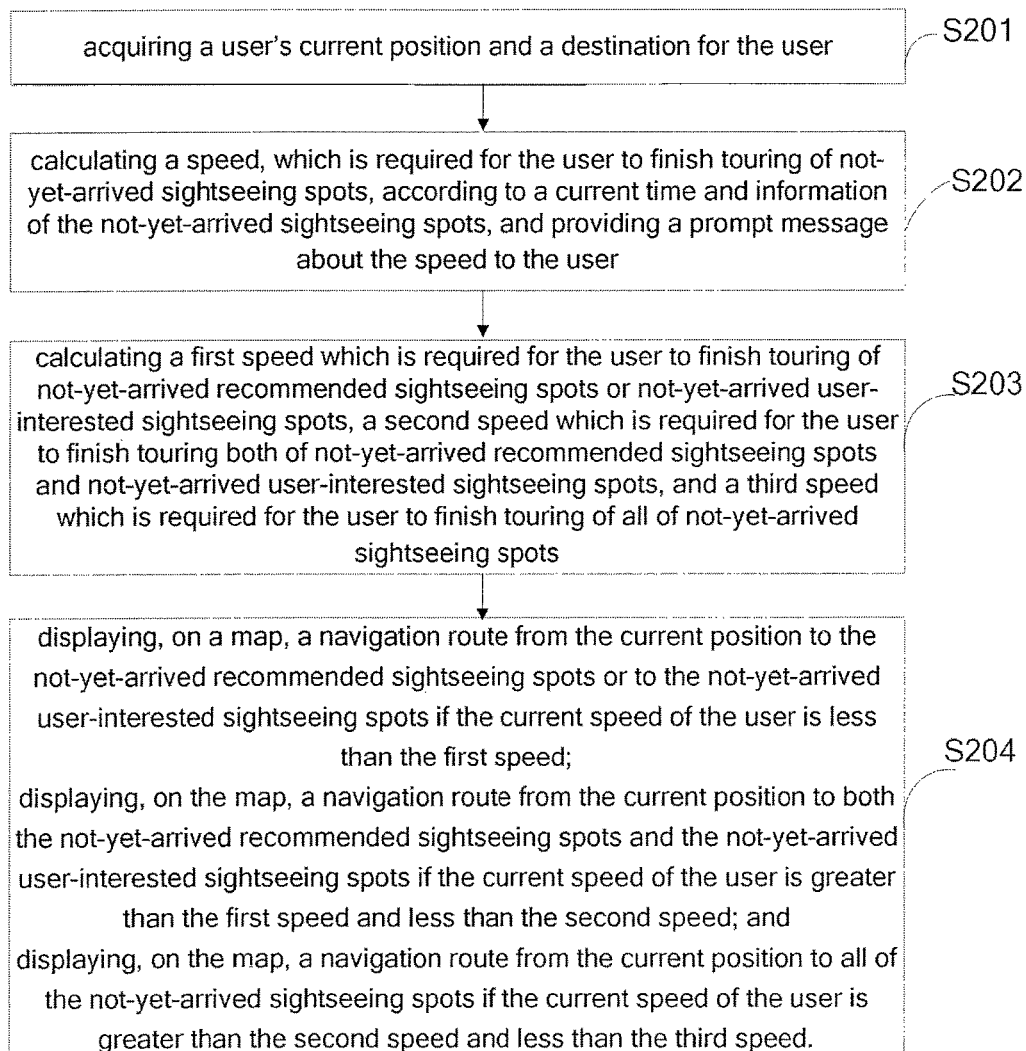 acquiring a user's current position and a destination for the user
S201
calculating a speed, which is required for the user to finish touring of not-
yet-arrived sightseeing spots, according to a current time and information
of the not-yet-arrived sightseeing spots, and providing a prompt message
about the speed to the user
S202
calculating a first speed which is required for the user to finish touring of
not-yet-arrived recommended sightseeing spots or not-yet-arrived user-
interested sightseeing spots, a second speed which is required for the user
to finish touring both of not-yet-arrived recommended sightseeing spots
and not-yet-arrived user-interested sightseeing spots, and a third speed
which is required for the user to finish touring of all of not-yet-arrived
sightseeing spots
S203
displaying, on a map, a navigation route from the current position to the
not-yet-arrived recommended sightseeing spots or to the not-yet-arrived
user-interested sightseeing spots if the current speed of the user is less
than the first speed;
displaying, on the map, a navigation route from the current position to both
the not-yet-arrived recommended sightseeing spots and the not-yet-arrived
user-interested sightseeing spots if the current speed of the user is greater
than the first speed and less than the second speed; and
displaying, on the map, a navigation route from the current position to all of
the not-yet-arrived sightseeing spots if the current speed of the user is
greater than the second speed and less than the third speed.
S204